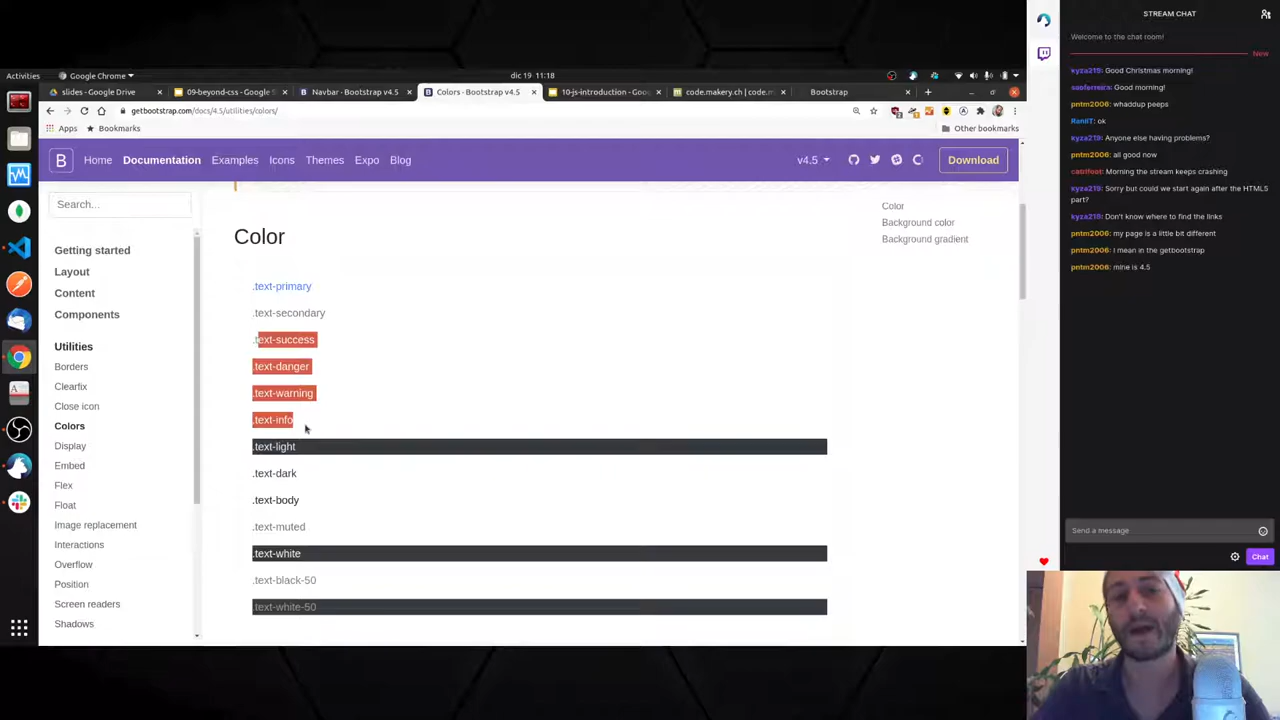 Activities
Google Chrome
dic 19 11:18
slides - Google Drive
09-beyond-css - Google S
Navbar · Bootstrap v4.5
Colors · Bootstrap v4.5
10-js-introduction - Goog
code.makery.ch | code.m
Bootstrap
getbootstrap.com/docs/4.5/utilities/colors/
Apps
Bookmarks
Other bookmarks
B
Home
Documentation
Examples
Icons
Themes
Expo
Blog
v4.5
Download
Search...
Getting started
Layout
Content
Components
Utilities
Borders
Clearfix
Close icon
Colors
Display
Embed
Flex
Float
Image replacement
Interactions
Overflow
Position
Screen readers
Shadows
Color
.text-primary
.text-secondary
.text-success
.text-danger
.text-warning
.text-info
.text-light
.text-dark
.text-body
.text-muted
.text-white
.text-black-50
.text-white-50
Color
Background color
Background gradient
STREAM CHAT
Welcome to the chat room!
New
kyza219: Good Christmas morning!
Good morning!
pntm2006: whaddup peeps
ok
kyza219: Anyone else having problems?
pntm2006: all good now
Morning the stream keeps crashing
kyza219: Sorry but could we start again after the HTML5
part?
kyza219: Don't know where to find the links
pntm2006: my page is a little bit different
pntm2006: I mean in the getbootstrap
pntm2006: mine is 4.5
Send a message
Chat